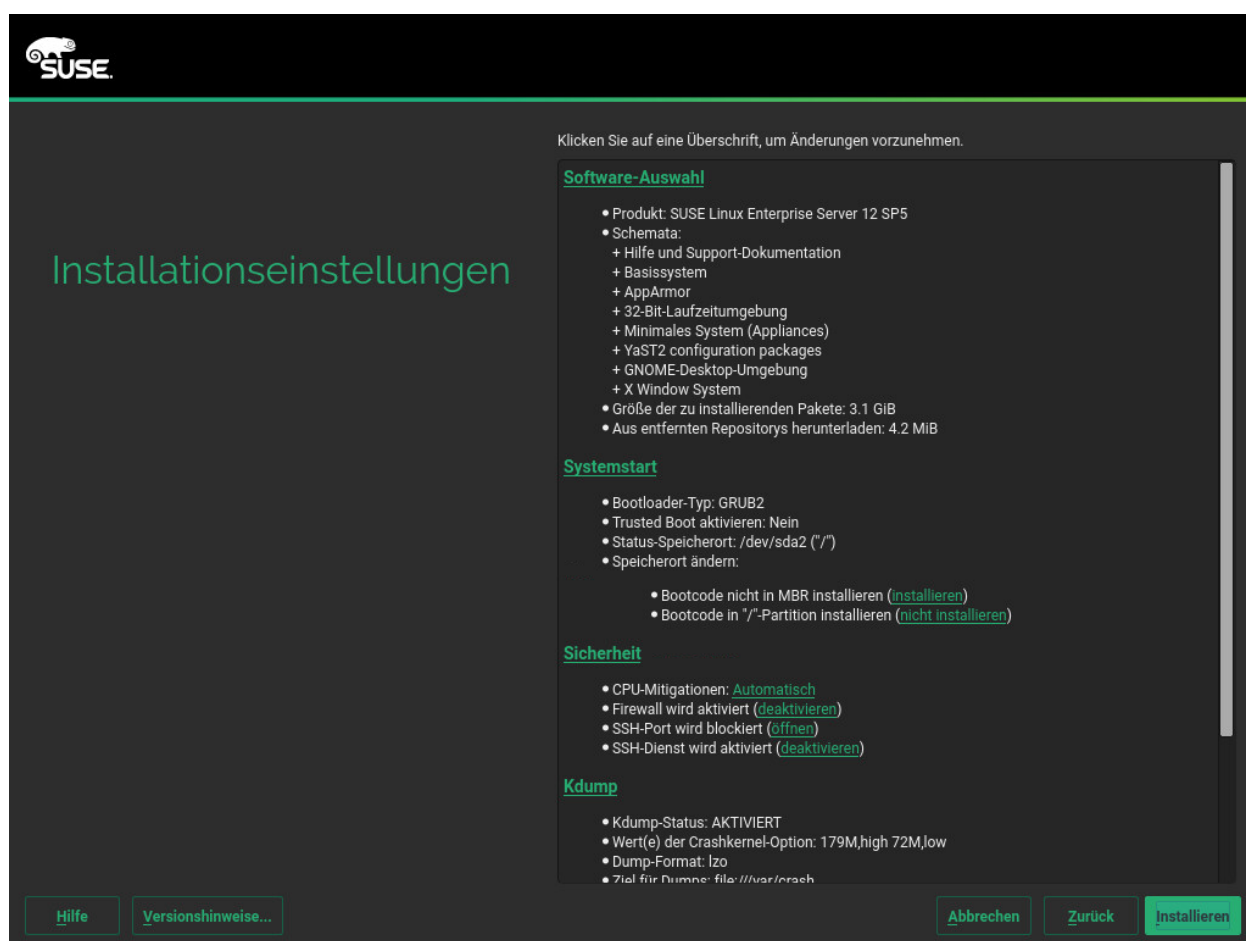 SUSE.
Klicken Sie auf eine Überschrift, um Änderungen vorzunehmen.
Installationseinstellungen
Software-Auswahl
• Produkt: SUSE Linux Enterprise Server 12 SP5
• Schemata:
+ Hilfe und Support-Dokumentation
+ Basissystem
+ AppArmor
+ 32-Bit-Laufzeitumgebung
+ Minimales System (Appliances)
+ YaST2 configuration packages
+ GNOME-Desktop-Umgebung
+ X Window System
• Größe der zu installierenden Pakete: 3.1 GiB
• Aus entfernten Repositorys herunterladen: 4.2 MiB
Systemstart
• Bootloader-Typ: GRUB2
• Trusted Boot aktivieren: Nein
• Status-Speicherort: /dev/sda2 ("/")
• Speicherort ändern:
• Bootcode nicht in MBR installieren (installieren)
• Bootcode in "/"-Partition installieren (nicht installieren)
Sicherheit
• CPU-Mitigationen: Automatisch
• Firewall wird aktiviert (deaktivieren)
• SSH-Port wird blockiert (öffnen)
• SSH-Dienst wird aktiviert (deaktivieren)
Kdump
• Kdump-Status: AKTIVIERT
• Wert(e) der Crashkernel-Option: 179M,high 72M,low
• Dump-Format: lzo
• Ziel für Dumps: file:///var/crash
Hilfe
Versionshinweise...
Abbrechen
Zurück
Installieren